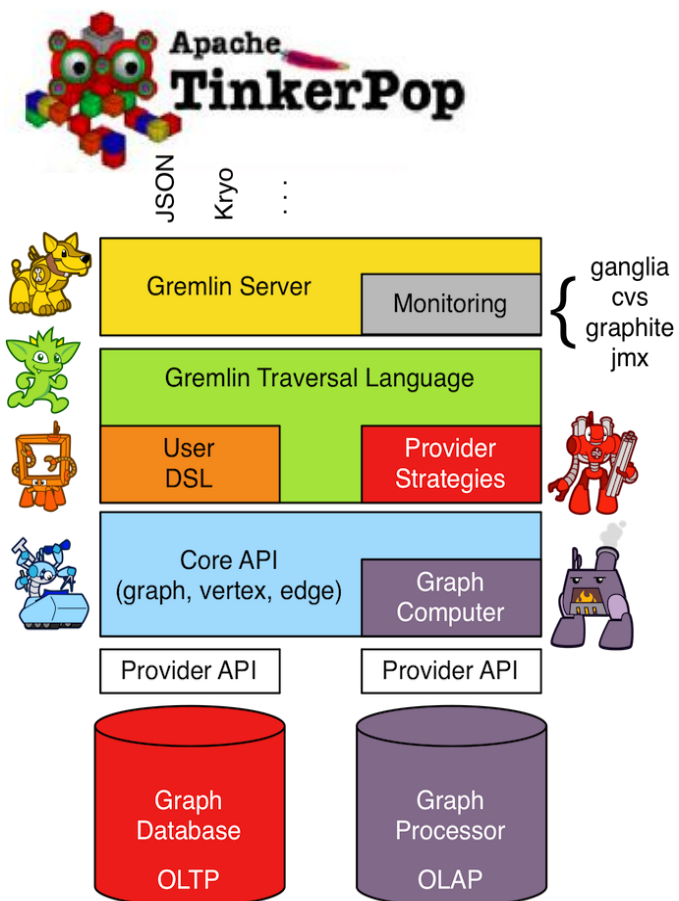 Apache
TinkerPop
JSON
Kryo
. . .
Gremlin Server
Monitoring
ganglia
cvs
graphite
jmx
Gremlin Traversal Language
User
DSL
Provider
Strategies
Core API
(graph, vertex, edge)
Graph
Computer
Provider API
Provider API
Graph
Database
OLTP
Graph
Processor
OLAP